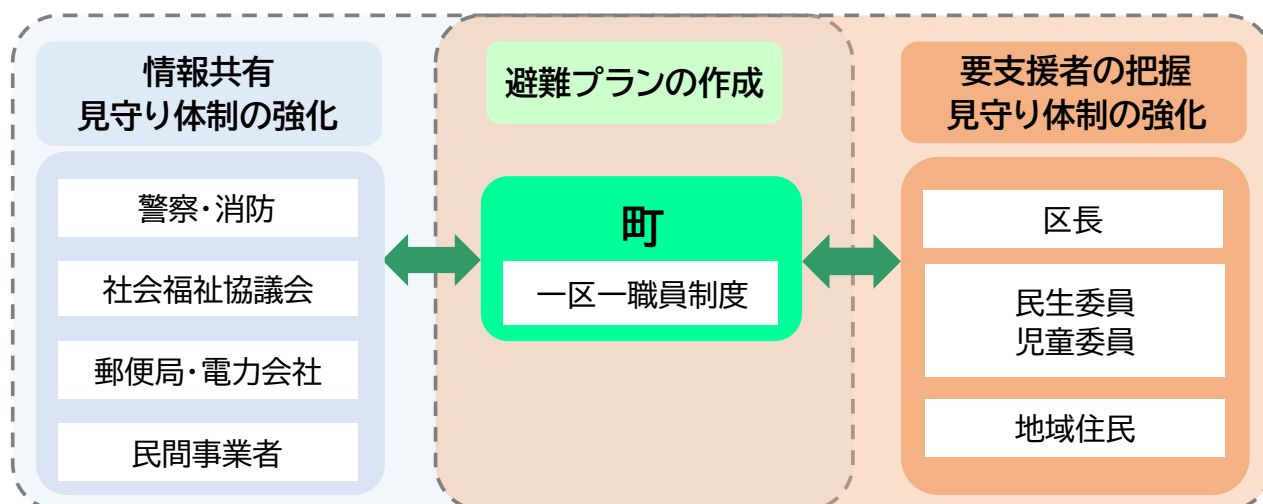 情報共有
見守り体制の強化
警察・消防
社会福祉協議会
郵便局・電力会社
民間事業者
避難プランの作成
町
一区一職員制度
要支援者の把握
見守り体制の強化
区長
民生委員
児童委員
地域住民